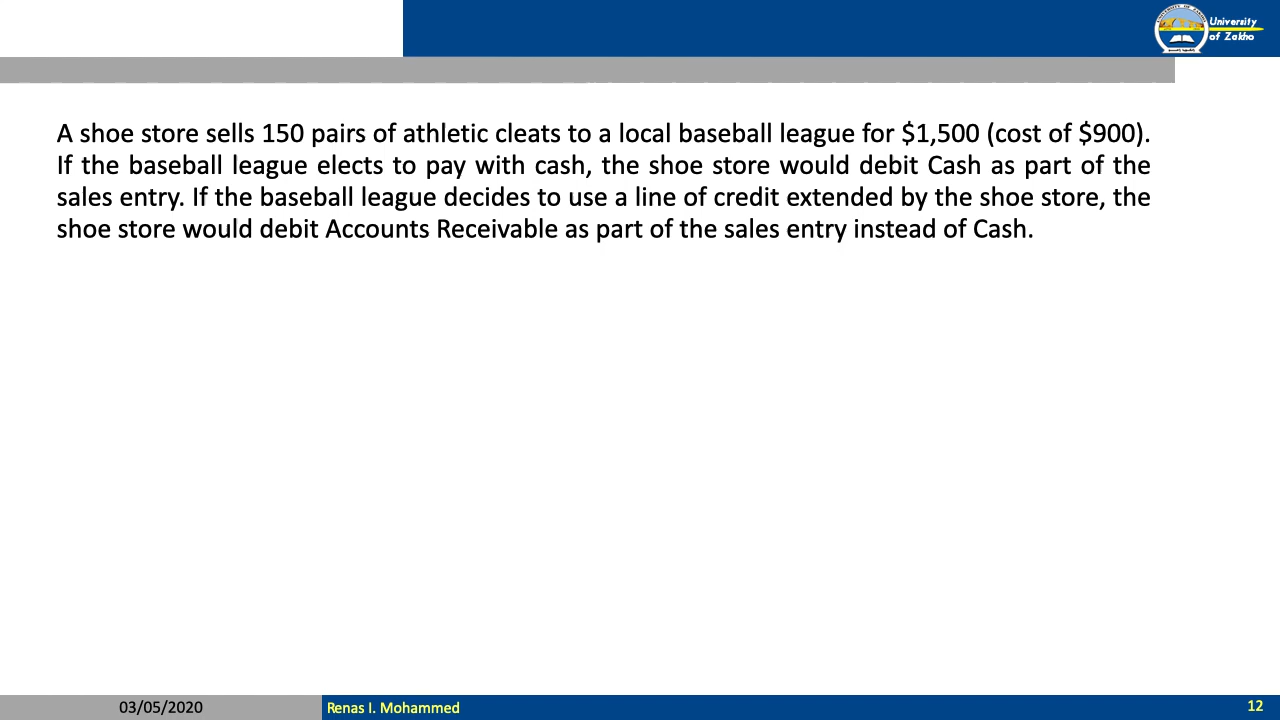 University
of Zakho
A shoe store sells 150 pairs of athletic cleats to a local baseball league for $1,500 (cost of $900).
If the baseball league elects to pay with cash, the shoe store would debit Cash as part of the
sales entry. If the baseball league decides to use a line of credit extended by the shoe store, the
shoe store would debit Accounts Receivable as part of the sales entry instead of Cash.
03/05/2020
Renas I. Mohammed
12